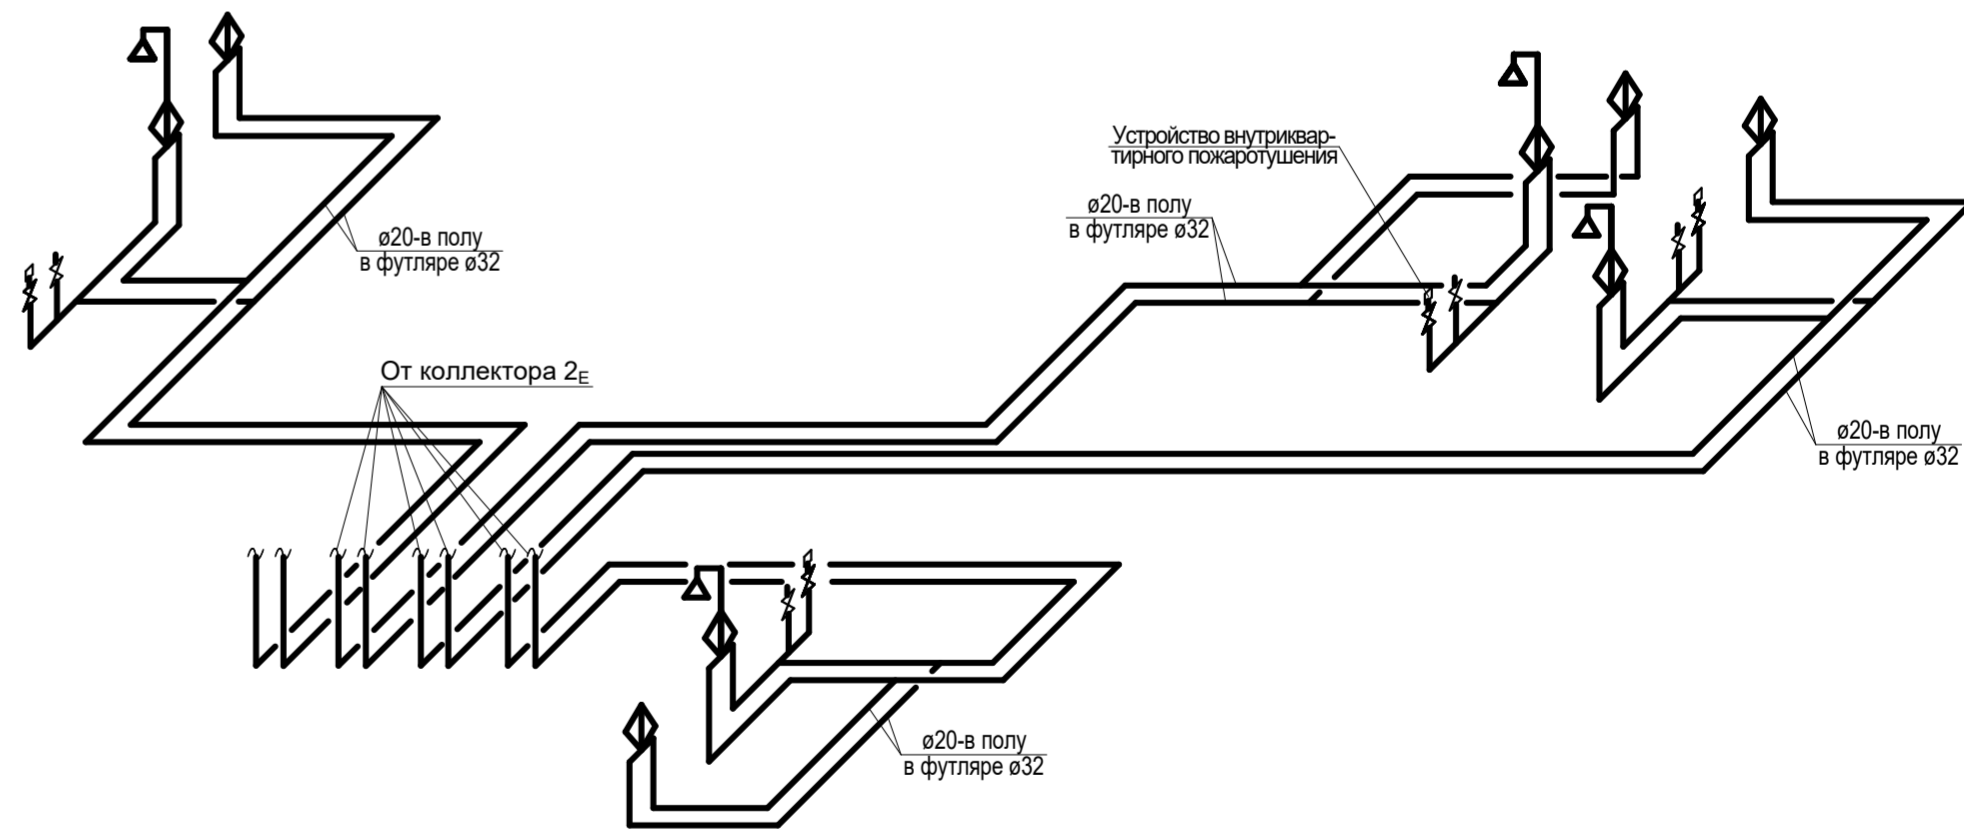 Устройство внутриквар-
тирного пожаротушения
ø20-в полу
в футляре ø32
ø20-в полу
в футляре ø32
От коллектора 2Е
ø20-в полу
в футляре ø32
ø20-в полу
в футляре ø32